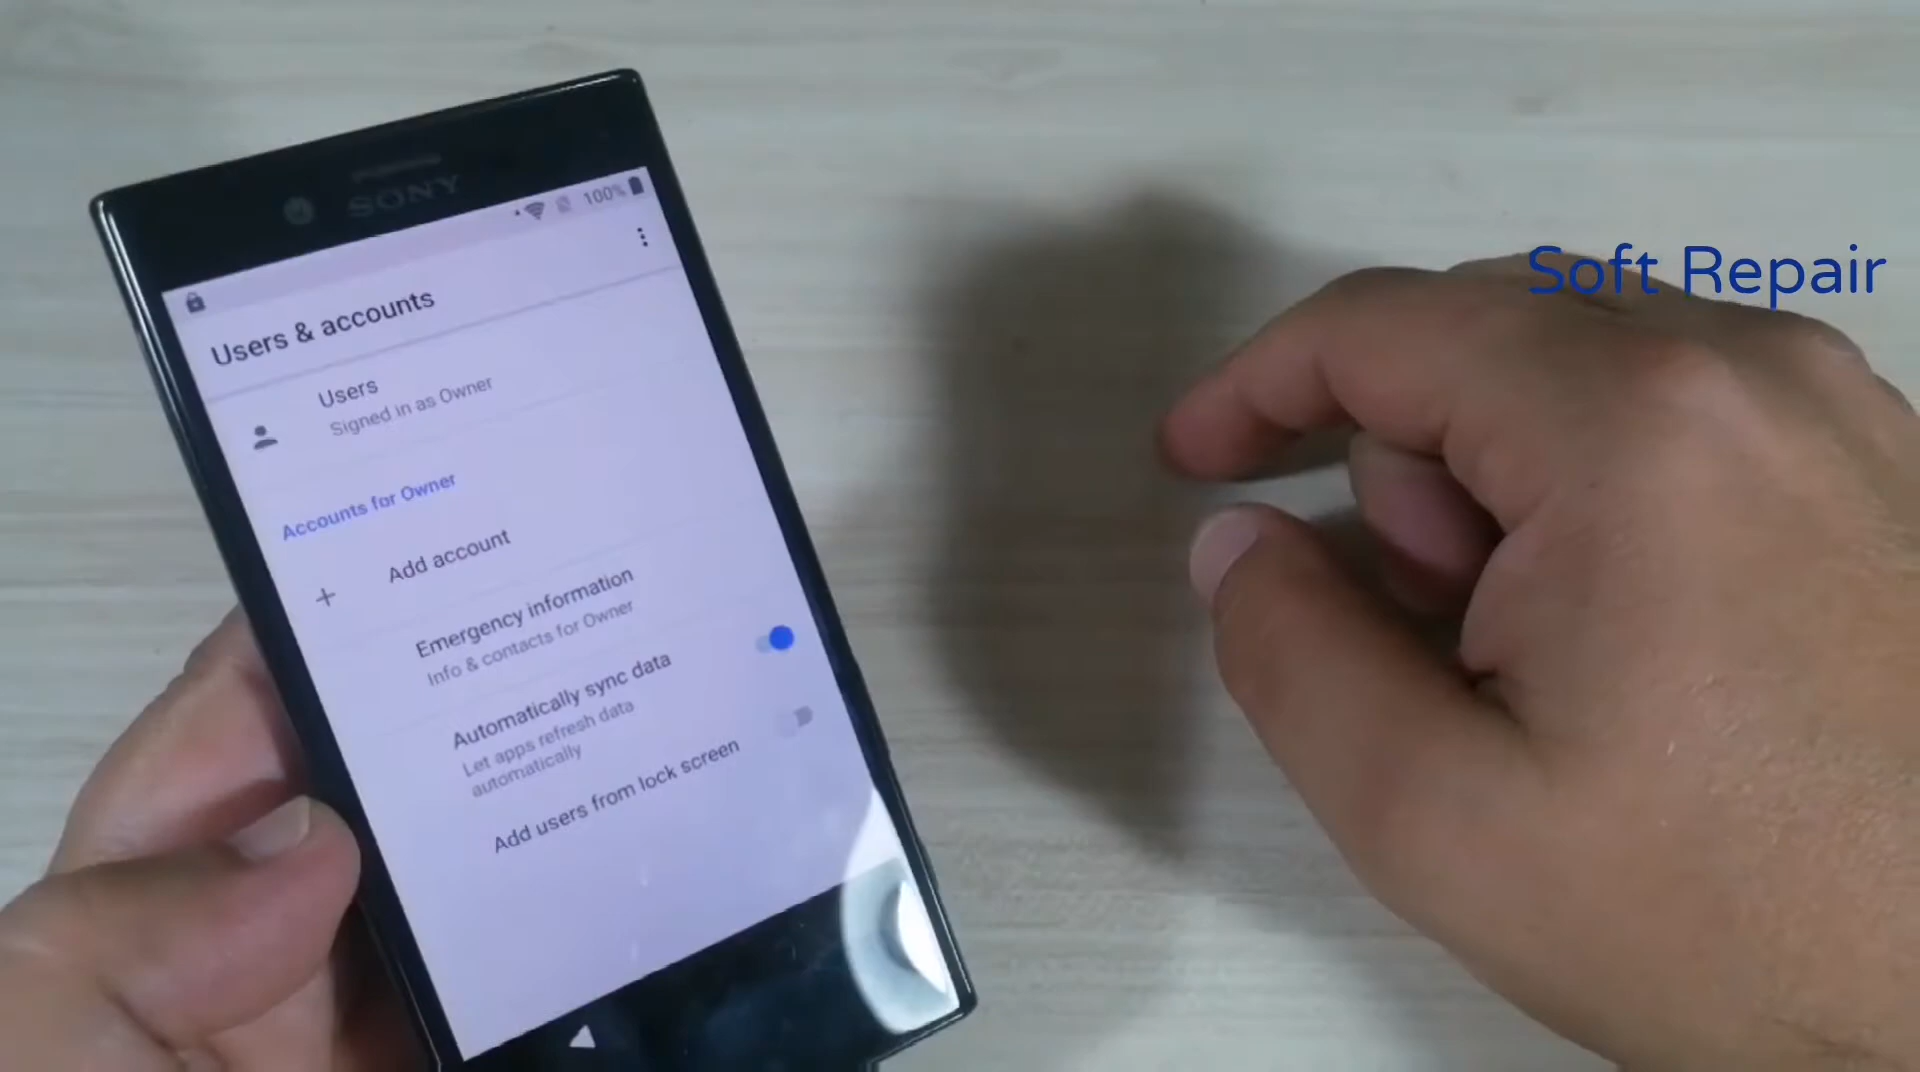 SONY
100%
Users & accounts
Users
Signed in as Owner
Accounts for Owner
Add account
Emergency information
Info & contacts for Owner
Automatically sync data
Let apps refresh data
automatically
Add users from lock screen
Soft Repair